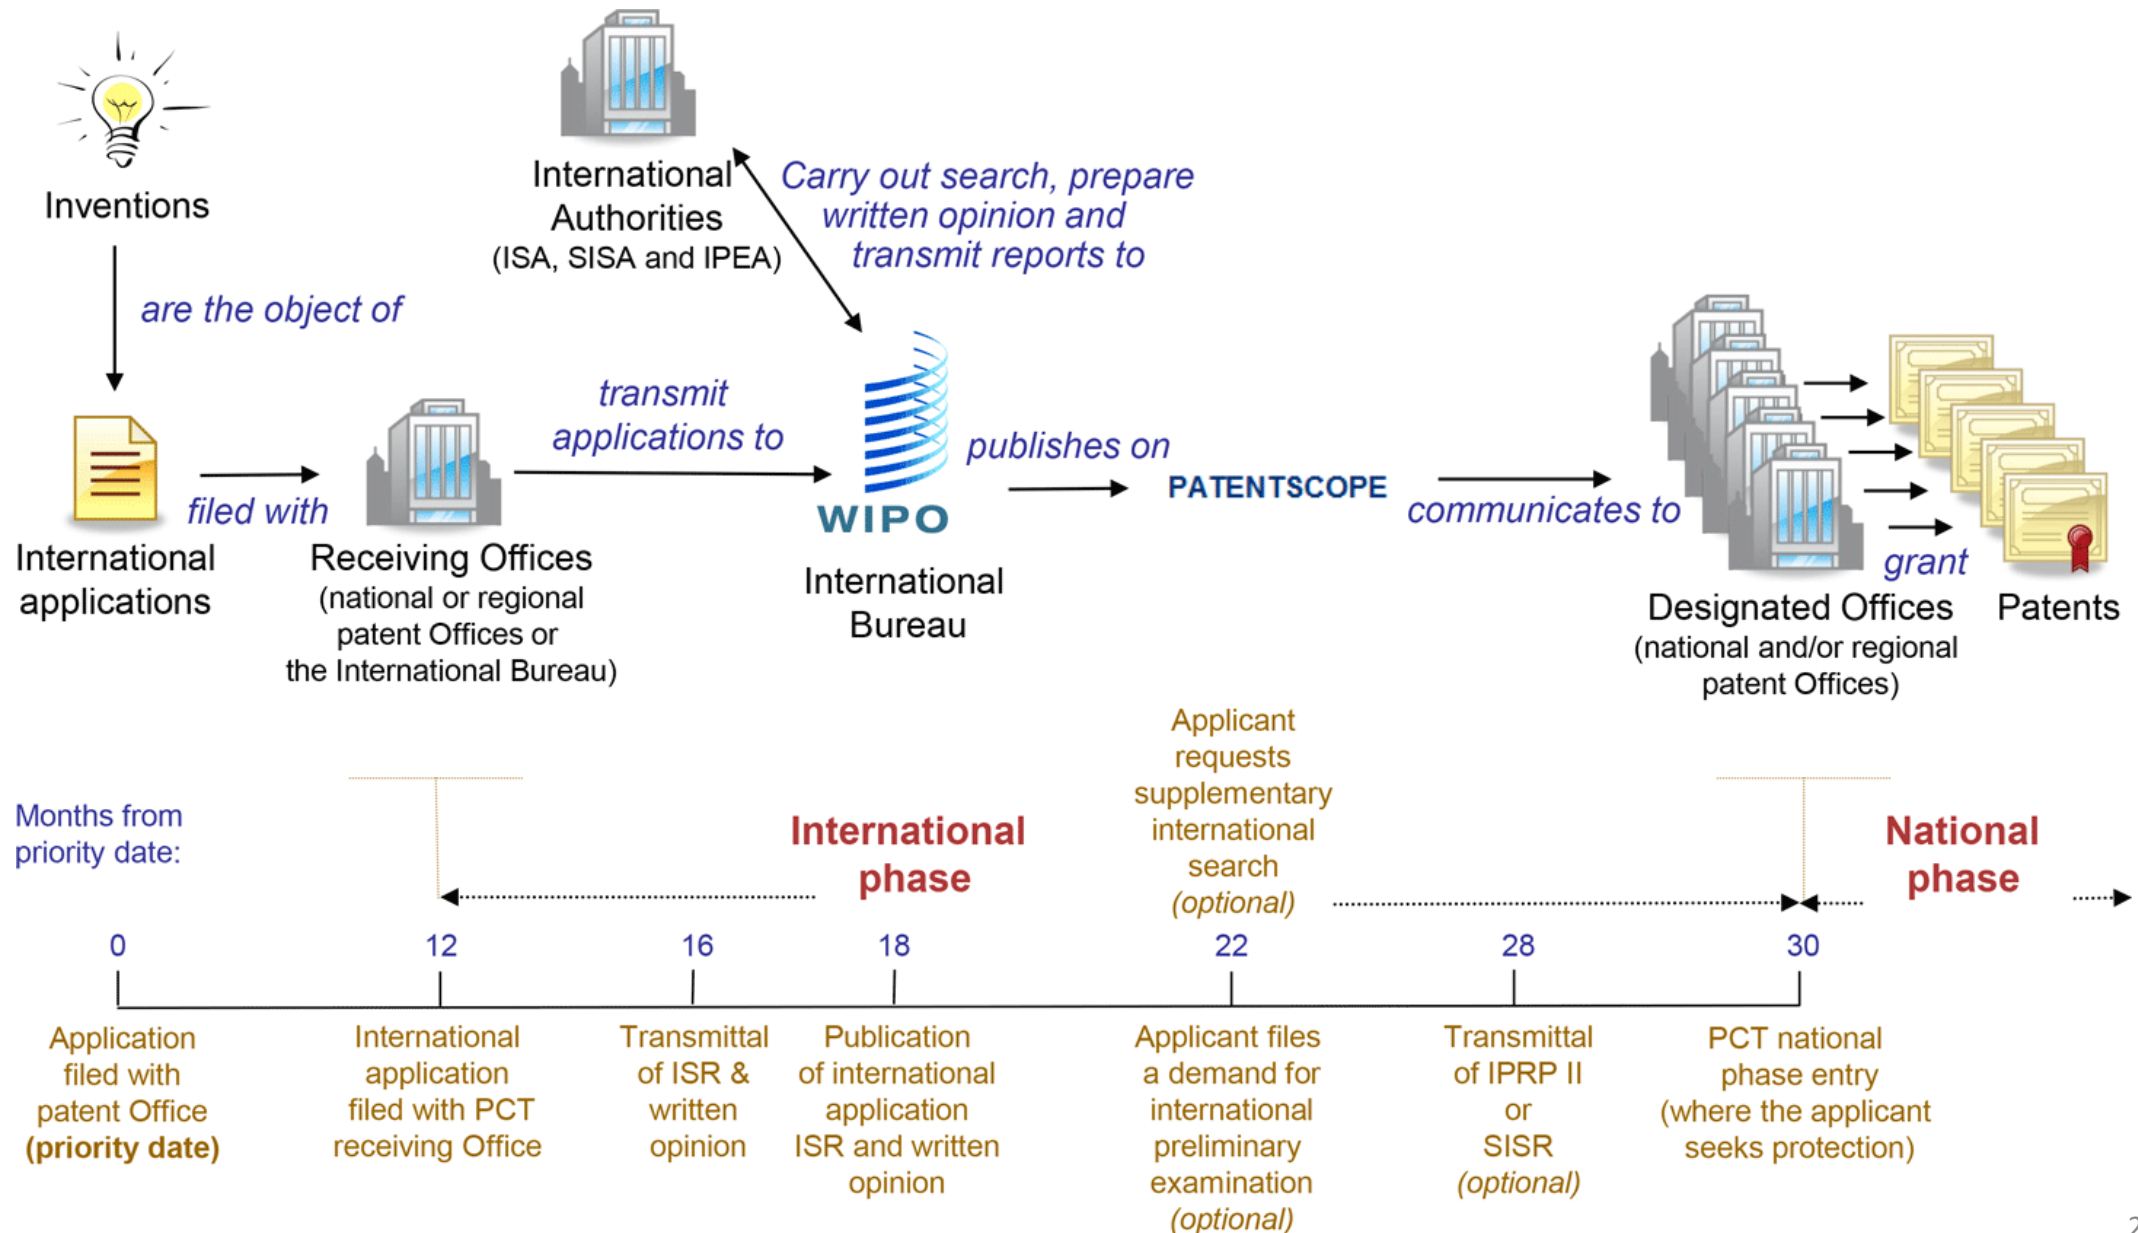 Inventions
are the object of
International
applications
filed with
Receiving Offices
(national or regional
patent Offices or
the International Bureau)
transmit
applications to
International
Authorities
(ISA, SISA and IPEA)
Carry out search, prepare
written opinion and
transmit reports to
WIPO
International
Bureau
publishes on
PATENTSCOPE
communicates to
Designated Offices
(national and/or regional
patent Offices)
grant
Patents
Months from
priority date:
International
phase
Applicant
requests
supplementary
international
search
(optional)
National
phase
0
12
16
18
22
28
30
Application
filed with
patent Office
(priority date)
International
application
filed with PCT
receiving Office
Transmittal
of ISR &
written
opinion
Publication
of international
application
ISR and written
opinion
Applicant files
a demand for
international
preliminary
examination
(optional)
Transmittal
of IPRP II
or
SISR
(optional)
PCT national
phase entry
(where the applicant
seeks protection)